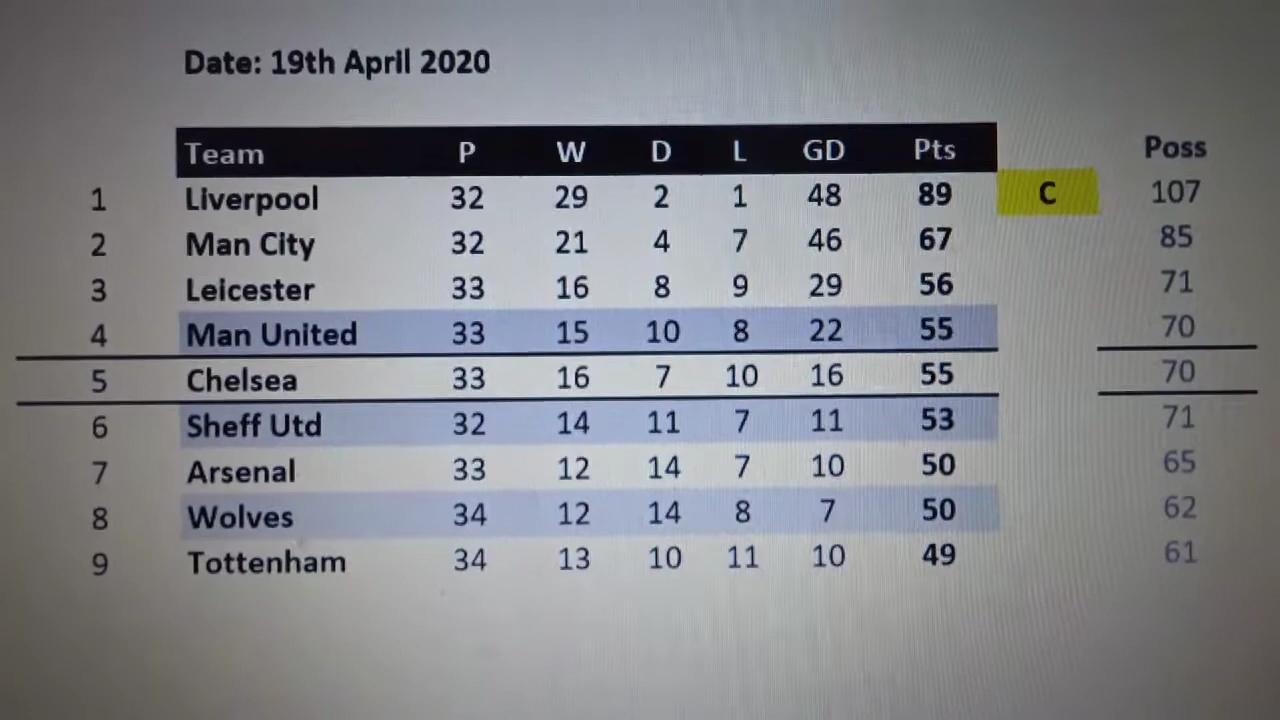 Date: 19th April 2020
Team P W D L GD Pts Poss
1 Liverpool 32 29 2 1 48 89 C 107
2 Man City 32 21 4 7 46 67 85
3 Leicester 33 16 8 9 29 56 71
4 Man United 33 15 10 8 22 55 70
5 Chelsea 33 16 7 10 16 55 70
6 Sheff Utd 32 14 11 7 11 53 71
7 Arsenal 33 12 14 7 10 50 65
8 Wolves 34 12 14 8 7 50 62
9 Tottenham 34 13 10 11 10 49 61